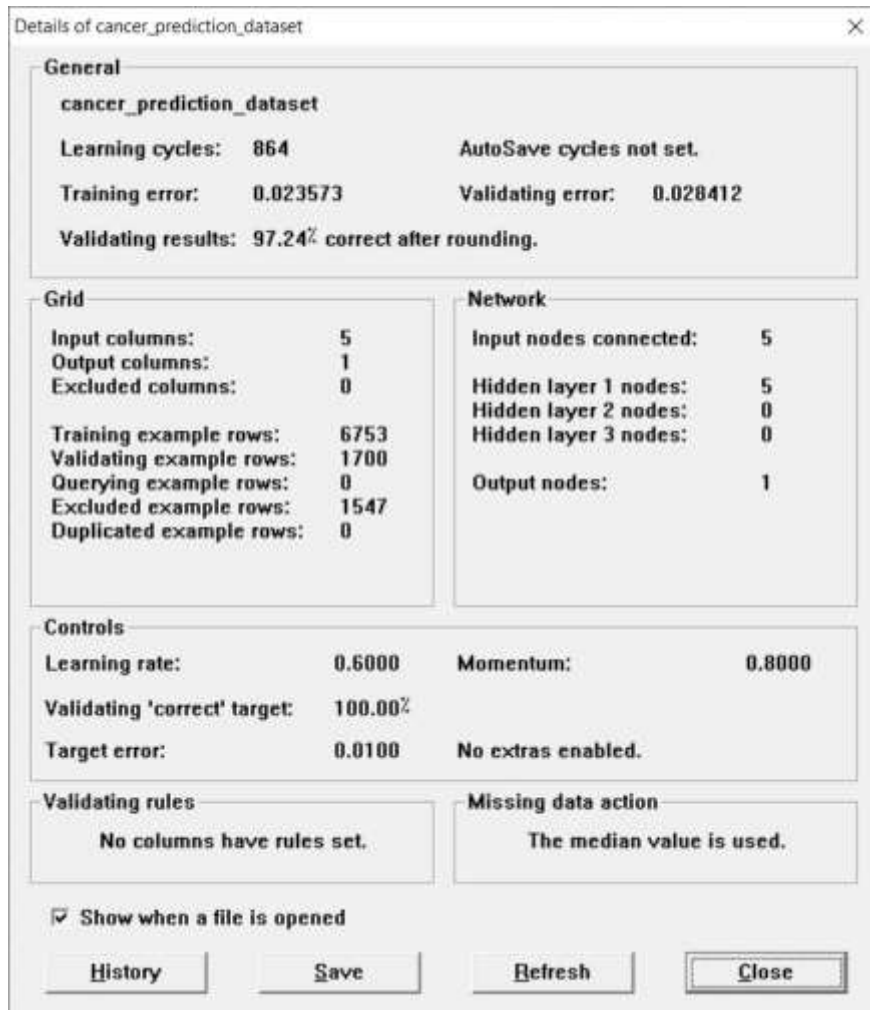 Details of cancer_prediction_dataset
General
cancer_prediction_dataset
Learning cycles: 864 AutoSave cycles not set.
Training error: 0.023573 Validating error: 0.028412
Validating results: 97.24% correct after rounding.
Grid
Input columns: 5
Output columns: 1
Excluded columns: 0
Training example rows: 6753
Validating example rows: 1700
Querying example rows: 0
Excluded example rows: 1547
Duplicated example rows: 0
Network
Input nodes connected: 5
Hidden layer 1 nodes: 5
Hidden layer 2 nodes: 0
Hidden layer 3 nodes: 0
Output nodes: 1
Controls
Learning rate: 0.6000 Momentum: 0.8000
Validating 'correct' target: 100.00%
Target error: 0.0100 No extras enabled.
Validating rules
No columns have rules set.
Missing data action
The median value is used.
Show when a file is opened
History Save Refresh Close